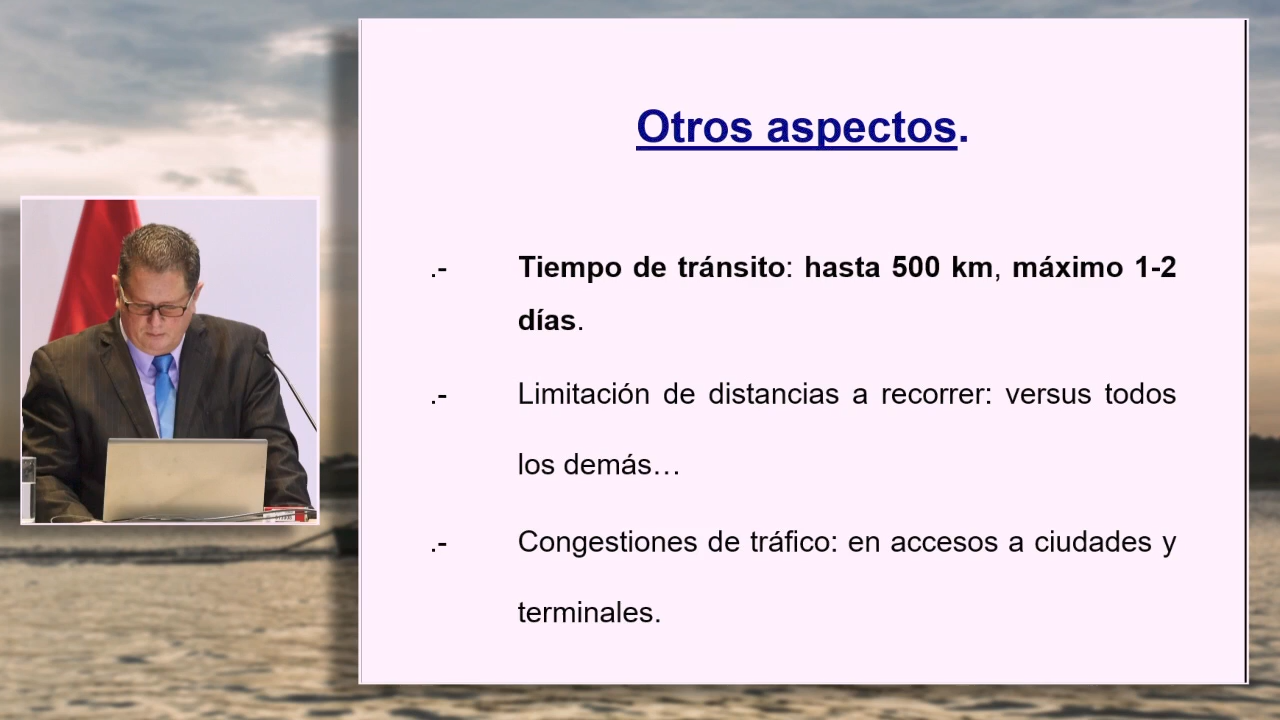 Otros aspectos.
.- Tiempo de tránsito: hasta 500 km, máximo 1-2
días.
.- Limitación de distancias a recorrer: versus todos
los demás…
.- Congestiones de tráfico: en accesos a ciudades y
terminales.